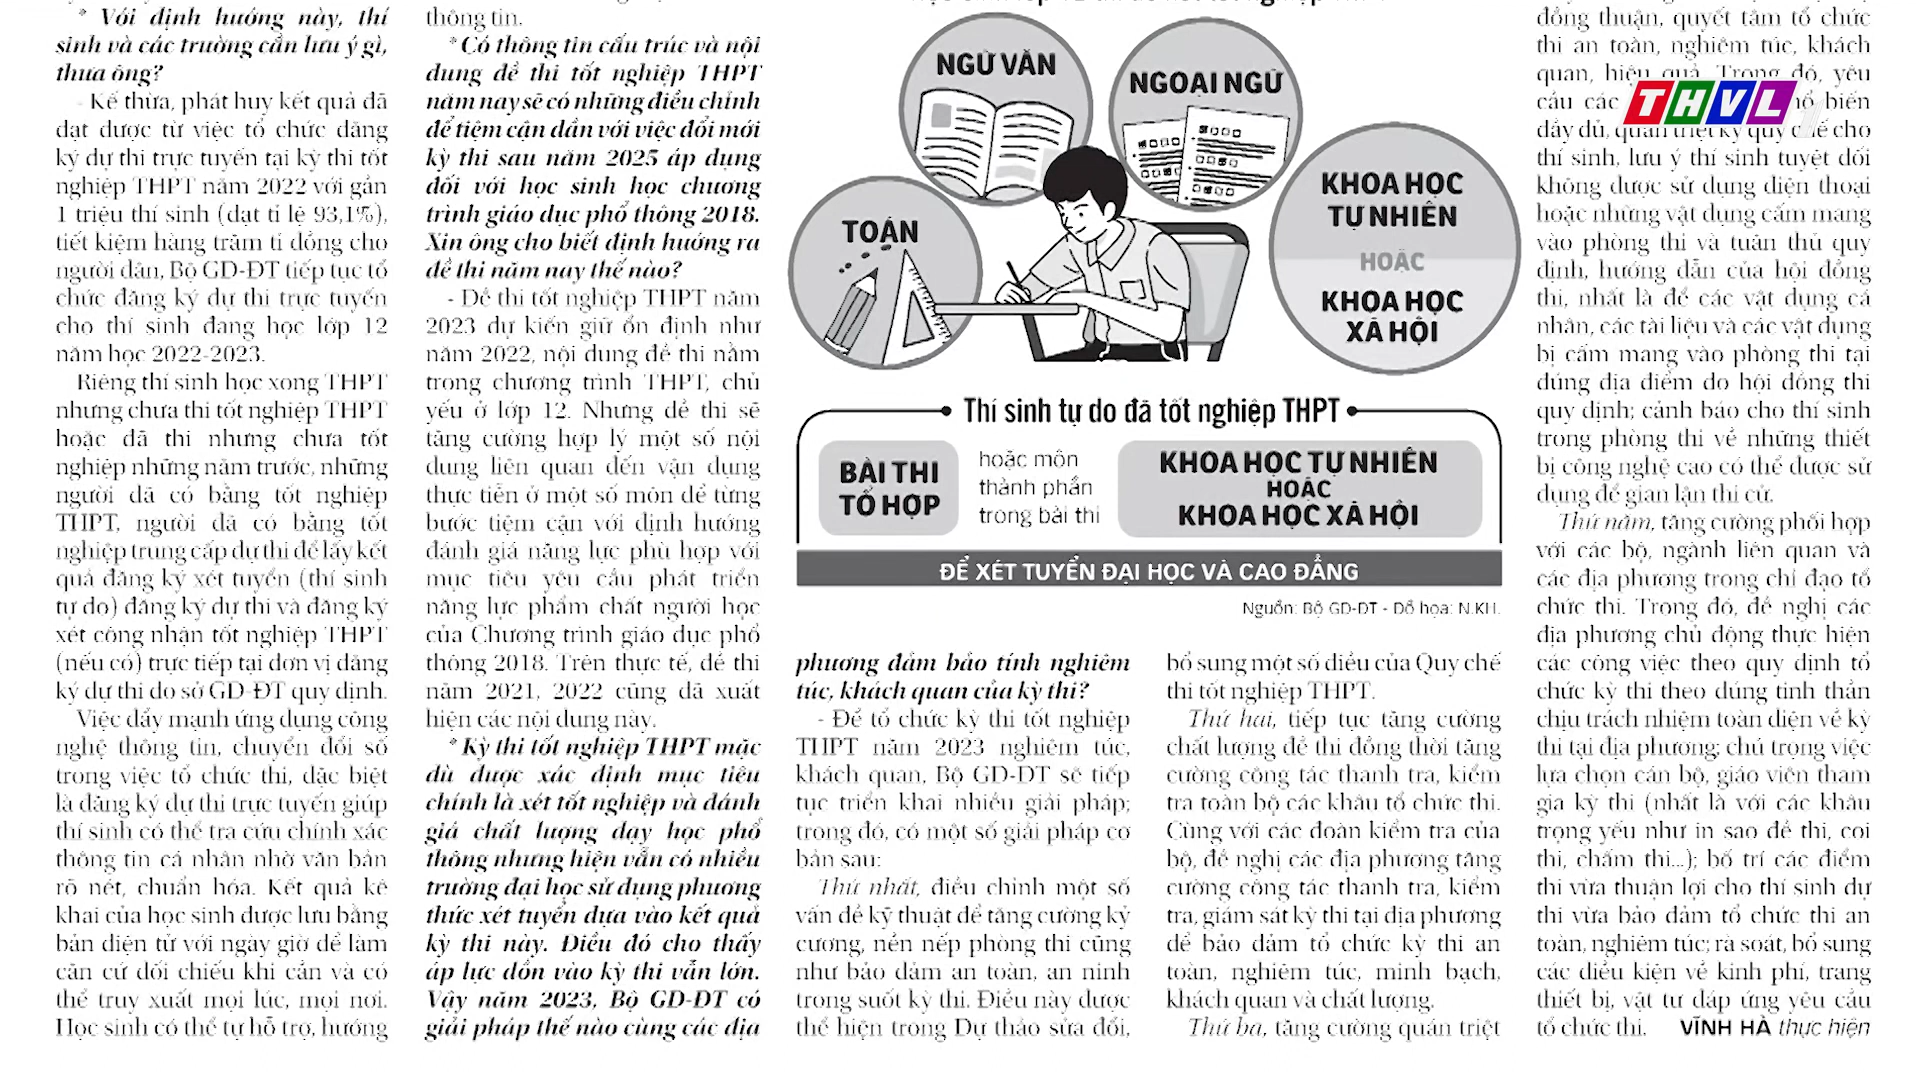 * Với định hướng này, thí
sinh và các trường cần lưu ý gì,
thưa ông?
- Kế thừa, phát huy kết quả đã
đạt được từ việc tổ chức đăng
ký dự thi trực tuyến tại kỳ thi tốt
nghiệp THPT năm 2022 với gần
1 triệu thí sinh (đạt tỉ lệ 93,1%),
tiết kiệm hàng trăm tỉ đồng cho
người dân, Bộ GD-ĐT tiếp tục tổ
chức đăng ký dự thi trực tuyến
cho thí sinh đang học lớp 12
năm học 2022-2023.
Riêng thí sinh học xong THPT
nhưng chưa thi tốt nghiệp THPT
hoặc đã thi nhưng chưa tốt
nghiệp những năm trước, những
người đã có bằng tốt nghiệp
THPT, người đã có bằng tốt
nghiệp trung cấp dự thi để lấy kết
quả đăng ký xét tuyển (thí sinh
tự do) đăng ký dự thi và đăng ký
xét công nhận tốt nghiệp THPT
(nếu có) trực tiếp tại đơn vị đăng
ký dự thi do sở GD-ĐT quy định.
Việc đẩy mạnh ứng dụng công
nghệ thông tin, chuyển đổi số
trong việc tổ chức thi, đặc biệt
là đăng ký dự thi trực tuyến giúp
thí sinh có thể tra cứu chính xác
thông tin cá nhân nhờ văn bản
rõ nét, chuẩn hóa. Kết quả kê
khai của học sinh được lưu bằng
bản điện tử với ngày giờ để làm
căn cứ đối chiếu khi cần và có
thể truy xuất mọi lúc, mọi nơi.
Học sinh có thể tự hỗ trợ, hướng
thông tin.
* Có thông tin cấu trúc và nội
dung đề thi tốt nghiệp THPT
năm nay sẽ có những điều chỉnh
để tiệm cận dần với việc đổi mới
kỳ thi sau năm 2025 áp dụng
đối với học sinh học chương
trình giáo dục phổ thông 2018.
Xin ông cho biết định hướng ra
đề thi năm nay thế nào?
- Đề thi tốt nghiệp THPT năm
2023 dự kiến giữ ổn định như
năm 2022, nội dung đề thi nằm
trong chương trình THPT, chủ
yếu ở lớp 12. Nhưng đề thi sẽ
tăng cường hợp lý một số nội
dung liên quan đến vận dụng
thực tiễn ở một số môn để từng
bước tiệm cận với định hướng
đánh giá năng lực phù hợp với
mục tiêu yêu cầu phát triển
năng lực phẩm chất người học
của Chương trình giáo dục phổ
thông 2018. Trên thực tế, đề thi
năm 2021, 2022 cũng đã xuất
hiện các nội dung này.
* Kỳ thi tốt nghiệp THPT mặc
dù được xác định mục tiêu
chính là xét tốt nghiệp và đánh
giá chất lượng dạy học phổ
thông nhưng hiện vẫn có nhiều
trường đại học sử dụng phương
thức xét tuyển dựa vào kết quả
kỳ thi này. Điều đó cho thấy
áp lực dồn vào kỳ thi vẫn lớn.
Vậy năm 2023, Bộ GD-ĐT có
giải pháp thế nào cùng các địa
NGỮ VĂN
NGOẠI NGỮ
TOÁN
KHOA HỌC
TỰ NHIÊN
HOẶC
KHOA HỌC
XÃ HỘI
Thí sinh tự do đã tốt nghiệp THPT
BÀI THI
TỔ HỢP
hoặc môn
thành phần
trong bài thi
KHOA HỌC TỰ NHIÊN
HOẶC
KHOA HỌC XÃ HỘI
ĐỂ XÉT TUYỂN ĐẠI HỌC VÀ CAO ĐẲNG
Nguồn: Bộ GD-ĐT - Đồ họa: N.KH.
phương đảm bảo tính nghiêm
túc, khách quan của kỳ thi?
- Để tổ chức kỳ thi tốt nghiệp
THPT năm 2023 nghiêm túc,
khách quan, Bộ GD-ĐT sẽ tiếp
tục triển khai nhiều giải pháp;
trong đó, có một số giải pháp cơ
bản sau:
Thứ nhất, điều chỉnh một số
vấn đề kỹ thuật để tăng cường kỷ
cương, nền nếp phòng thi cũng
như bảo đảm an toàn, an ninh
trong suốt kỳ thi. Điều này được
thể hiện trong Dự thảo sửa đổi,
bổ sung một số điều của Quy chế
thi tốt nghiệp THPT.
Thứ hai, tiếp tục tăng cường
chất lượng đề thi đồng thời tăng
cường công tác thanh tra, kiểm
tra toàn bộ các khâu tổ chức thi.
Cùng với các đoàn kiểm tra của
bộ, đề nghị các địa phương tăng
cường công tác thanh tra, kiểm
tra, giám sát kỳ thi tại địa phương
để bảo đảm tổ chức kỳ thi an
toàn, nghiêm túc, minh bạch,
khách quan và chất lượng.
Thứ ba, tăng cường quán triệt
đồng thuận, quyết tâm tổ chức
thi an toàn, nghiêm túc, khách
quan, hiệu quả. Trong đó, yêu
cầu các THVL phổ biến
đầy đủ, quán triệt kỹ quy chế cho
thí sinh, lưu ý thí sinh tuyệt đối
không được sử dụng điện thoại
hoặc những vật dụng cấm mang
vào phòng thi và tuân thủ quy
định, hướng dẫn của hội đồng
thi, nhất là để các vật dụng cá
nhân, các tài liệu và các vật dụng
bị cấm mang vào phòng thi tại
đúng địa điểm do hội đồng thi
quy định; cảnh báo cho thí sinh
trong phòng thi về những thiết
bị công nghệ cao có thể được sử
dụng để gian lận thi cử.
Thứ năm, tăng cường phối hợp
với các bộ, ngành liên quan và
các địa phương trong chỉ đạo tổ
chức thi. Trong đó, đề nghị các
địa phương chủ động thực hiện
các công việc theo quy định tổ
chức kỳ thi theo đúng tinh thần
chịu trách nhiệm toàn diện về kỳ
thi tại địa phương; chú trọng việc
lựa chọn cán bộ, giáo viên tham
gia kỳ thi (nhất là với các khâu
trọng yếu như in sao đề thi, coi
thi, chấm thi...); bố trí các điểm
thi vừa thuận lợi cho thí sinh dự
thi vừa bảo đảm tổ chức thi an
toàn, nghiêm túc; rà soát, bổ sung
các điều kiện về kinh phí, trang
thiết bị, vật tư đáp ứng yêu cầu
tổ chức thi. VĨNH HÀ thực hiện